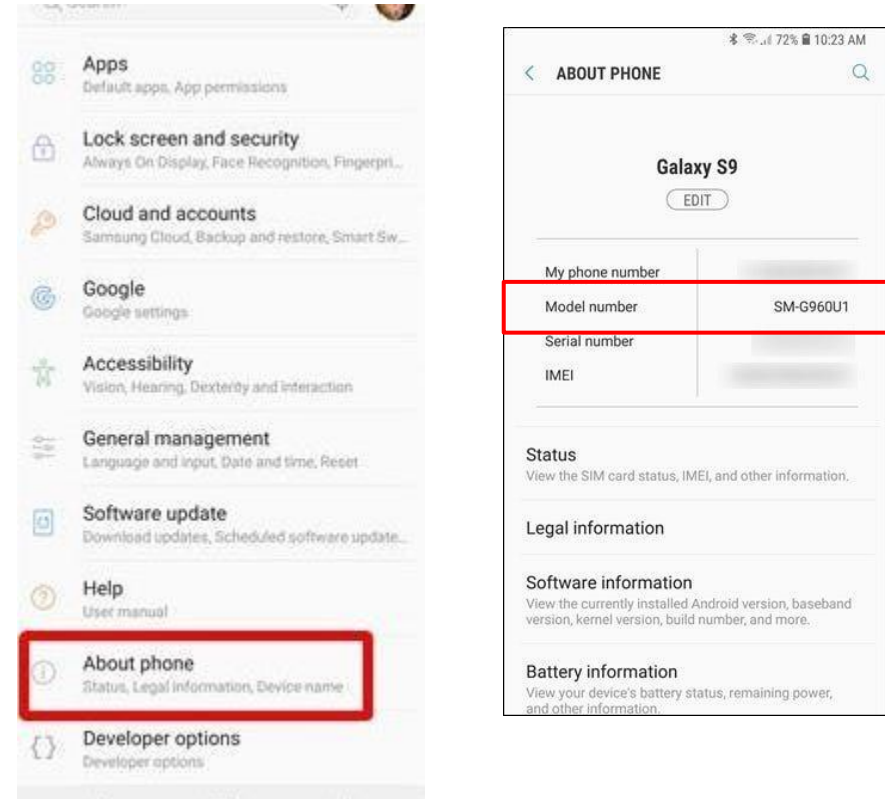 Apps
Default apps, App permissions
Lock screen and security
Always On Display, Face Recognition, Fingerpri...
Cloud and accounts
Samsung Cloud, Backup and restore, Smart Sw...
Google
Google settings
Accessibility
Vision, Hearing, Dexterity and interaction
General management
Language and input, Date and time, Reset
Software update
Download updates, Scheduled software update...
Help
User manual
About phone
Status, Legal information, Device name
Developer options
Developer options
72% 10:23 AM
ABOUT PHONE
Galaxy S9
EDIT
My phone number
Model number SM-G960U1
Serial number
IMEI
Status
View the SIM card status, IMEI, and other information.
Legal information
Software information
View the currently installed Android version, baseband
version, kernel version, build number, and more.
Battery information
View your device's battery status, remaining power,
and other information.